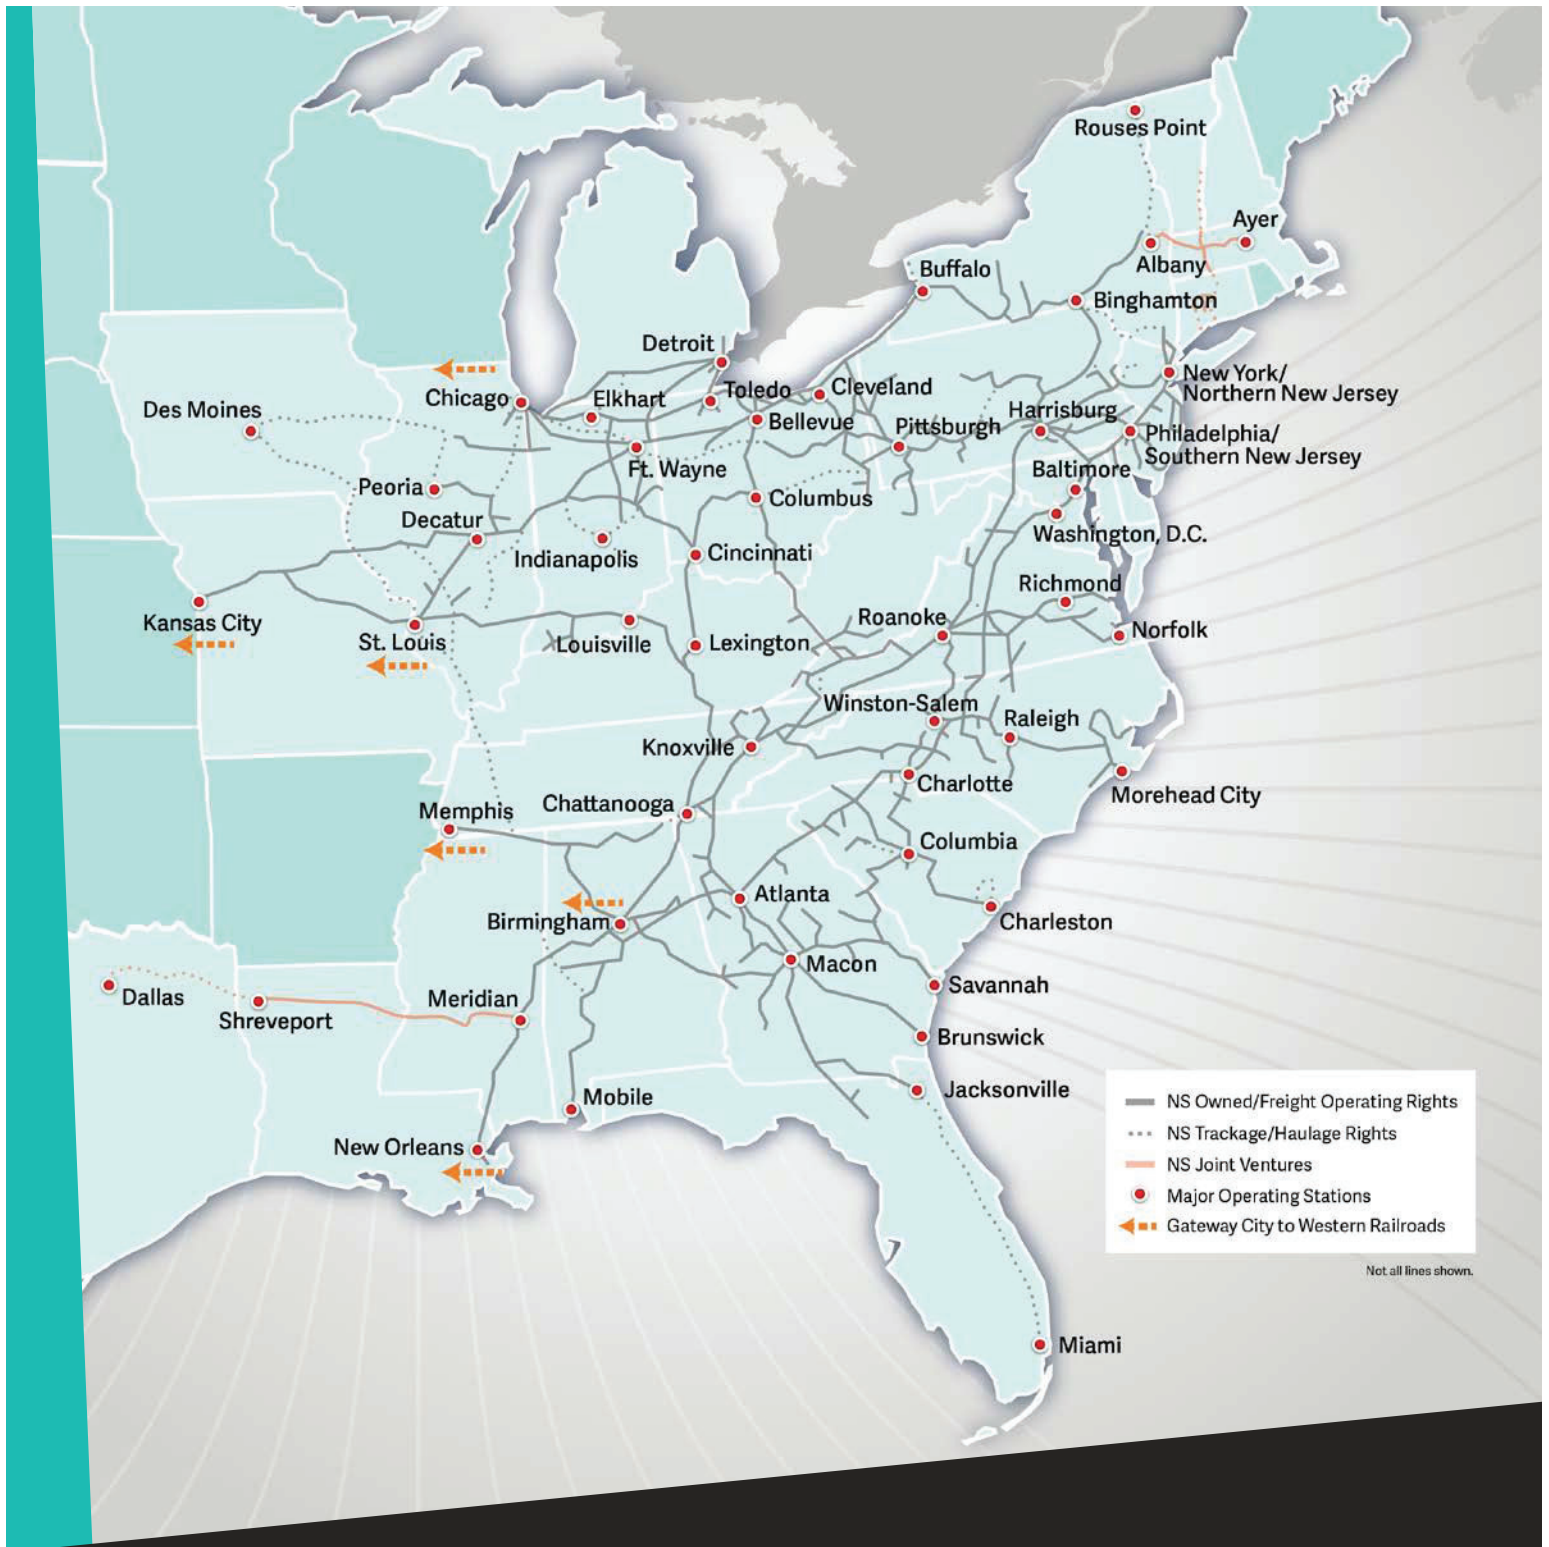 Rouses Point
Ayer
Albany
Buffalo
Binghamton
Detroit
New York/
Northern New Jersey
Chicago
Elkhart
Toledo
Cleveland
Des Moines
Bellevue
Pittsburgh
Harrisburg
Philadelphia/
Southern New Jersey
Ft. Wayne
Baltimore
Peoria
Columbus
Decatur
Washington, D.C.
Indianapolis
Cincinnati
Richmond
Kansas City
St. Louis
Louisville
Lexington
Roanoke
Norfolk
Winston-Salem
Raleigh
Knoxville
Charlotte
Morehead City
Memphis
Chattanooga
Columbia
Atlanta
Birmingham
Charleston
Macon
Dallas
Shreveport
Meridian
Savannah
Brunswick
Mobile
Jacksonville
New Orleans
Miami
NS Owned/Freight Operating Rights
NS Trackage/Haulage Rights
NS Joint Ventures
Major Operating Stations
Gateway City to Western Railroads
Not all lines shown.